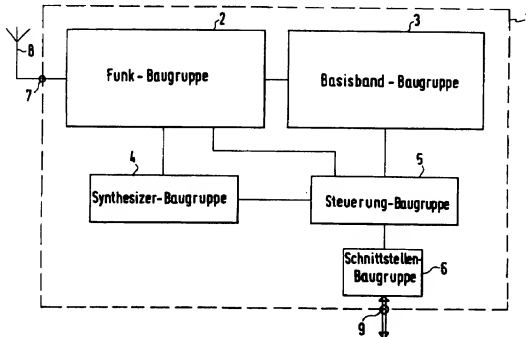 2
3
8
7
Funk-Baugruppe
Basisband-Baugruppe
4
5
Synthesizer-Baugruppe
Steuerung-Baugruppe
Schnittstellen-
Baugruppe
6
9